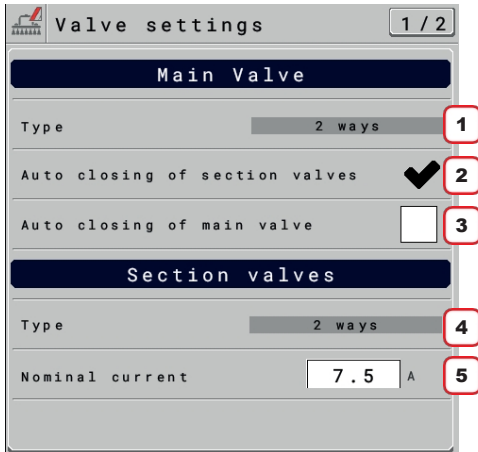 Valve settings 1/2
Main Valve
Type 2 ways 1
Auto closing of section valves 2
Auto closing of main valve 3
Section valves
Type 2 ways 4
Nominal current 7.5 A 5